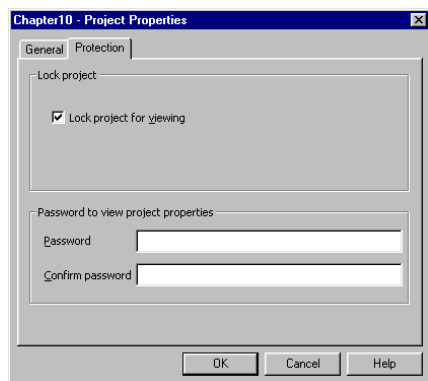 Chapter10 - Project Properties
General Protection
Lock project
Lock project for viewing
Password to view project properties
Password
Confirm password
OK Cancel Help